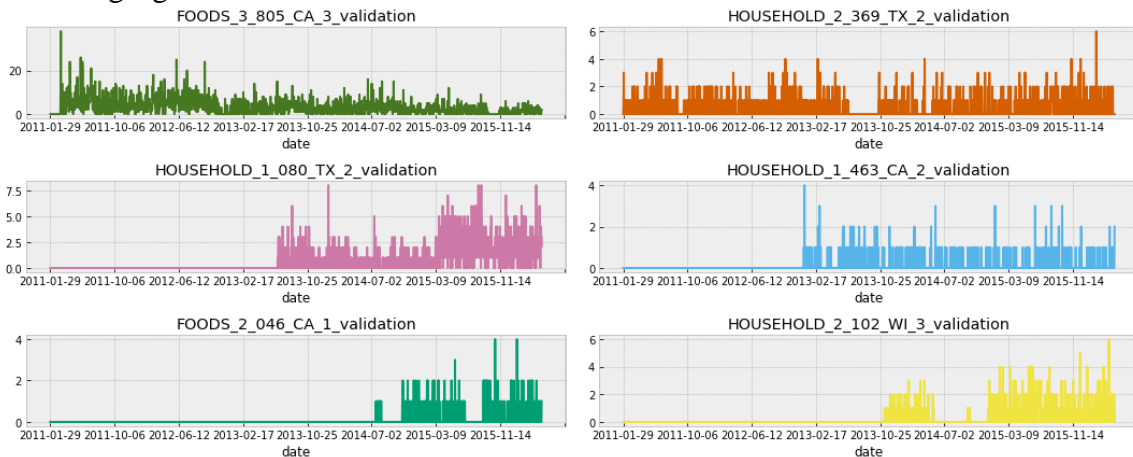 FOODS_3_805_CA_3_validation
20
0
2011-01-29 2011-10-06 2012-06-12 2013-02-17 2013-10-25 2014-07-02 2015-03-09 2015-11-14
date
HOUSEHOLD_2_369_TX_2_validation
6
4
2
0
2011-01-29 2011-10-06 2012-06-12 2013-02-17 2013-10-25 2014-07-02 2015-03-09 2015-11-14
date
HOUSEHOLD_1_080_TX_2_validation
7.5
5.0
2.5
0.0
2011-01-29 2011-10-06 2012-06-12 2013-02-17 2013-10-25 2014-07-02 2015-03-09 2015-11-14
date
HOUSEHOLD_1_463_CA_2_validation
4
2
0
2011-01-29 2011-10-06 2012-06-12 2013-02-17 2013-10-25 2014-07-02 2015-03-09 2015-11-14
date
FOODS_2_046_CA_1_validation
4
2
0
2011-01-29 2011-10-06 2012-06-12 2013-02-17 2013-10-25 2014-07-02 2015-03-09 2015-11-14
date
HOUSEHOLD_2_102_WI_3_validation
6
4
2
0
2011-01-29 2011-10-06 2012-06-12 2013-02-17 2013-10-25 2014-07-02 2015-03-09 2015-11-14
date